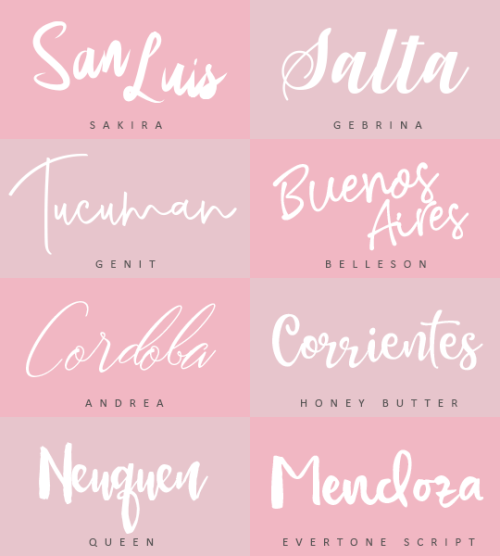 San Luis
SAKIRA
Salta
GEBRINA
Tucuman
GENIT
Buenos
Aires
BELLESON
Cordoba
ANDREA
Corrientes
HONEY BUTTER
Neuquen
QUEEN
Mendoza
EVERTONE SCRIPT